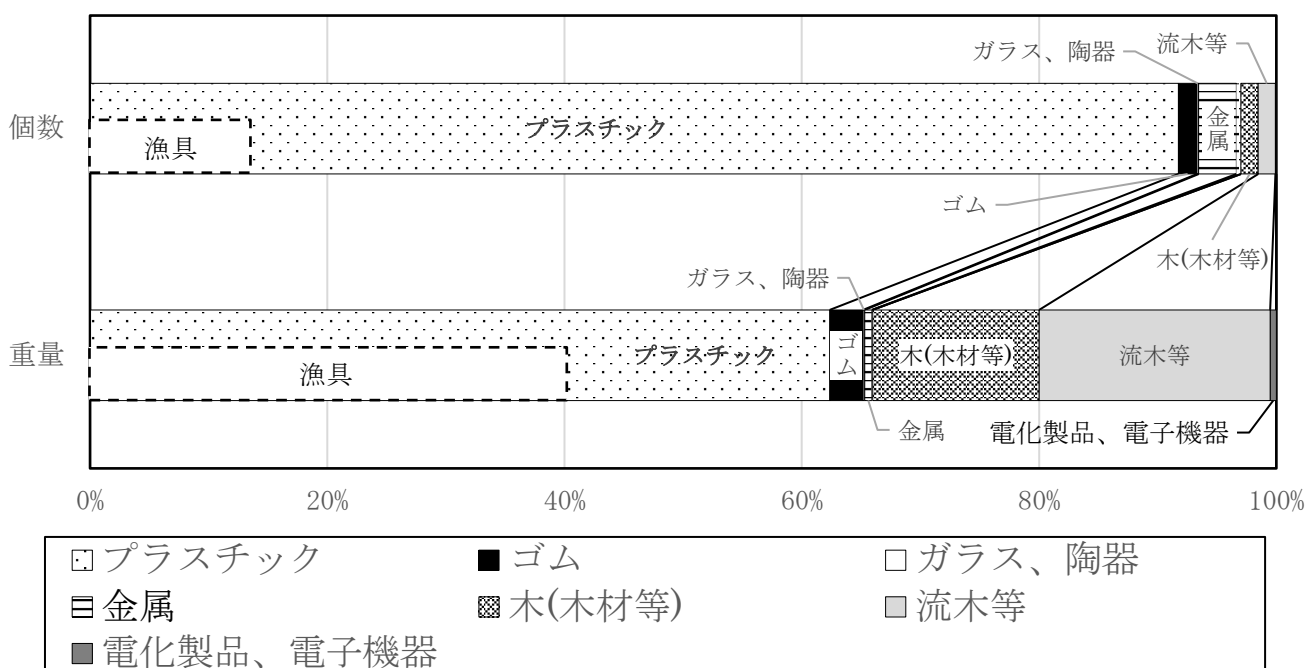 ガラス、陶器
流木等
個数
プラスチック
金属
漁具
ゴム
木(木材等)
ガラス、陶器
重量
プラスチック
ゴム
木(木材等)
流木等
漁具
金属
電化製品、電子機器
0% 20% 40% 60% 80% 100%
プラスチック ゴム ガラス、陶器
金属 木(木材等) 流木等
電化製品、電子機器